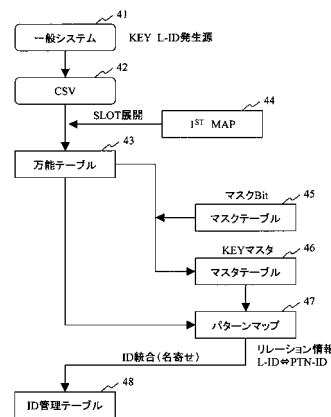 41
一般システム
KEY L-ID発生源
42
CSV
SLOT展開
44
1ST MAP
43
万能テーブル
マスクBit
45
マスクテーブル
KEYマスタ
46
マスタテーブル
47
パターンマップ
ID統合(名寄せ)
リレーション情報
L-ID⇔PTN-ID
48
ID管理テーブル